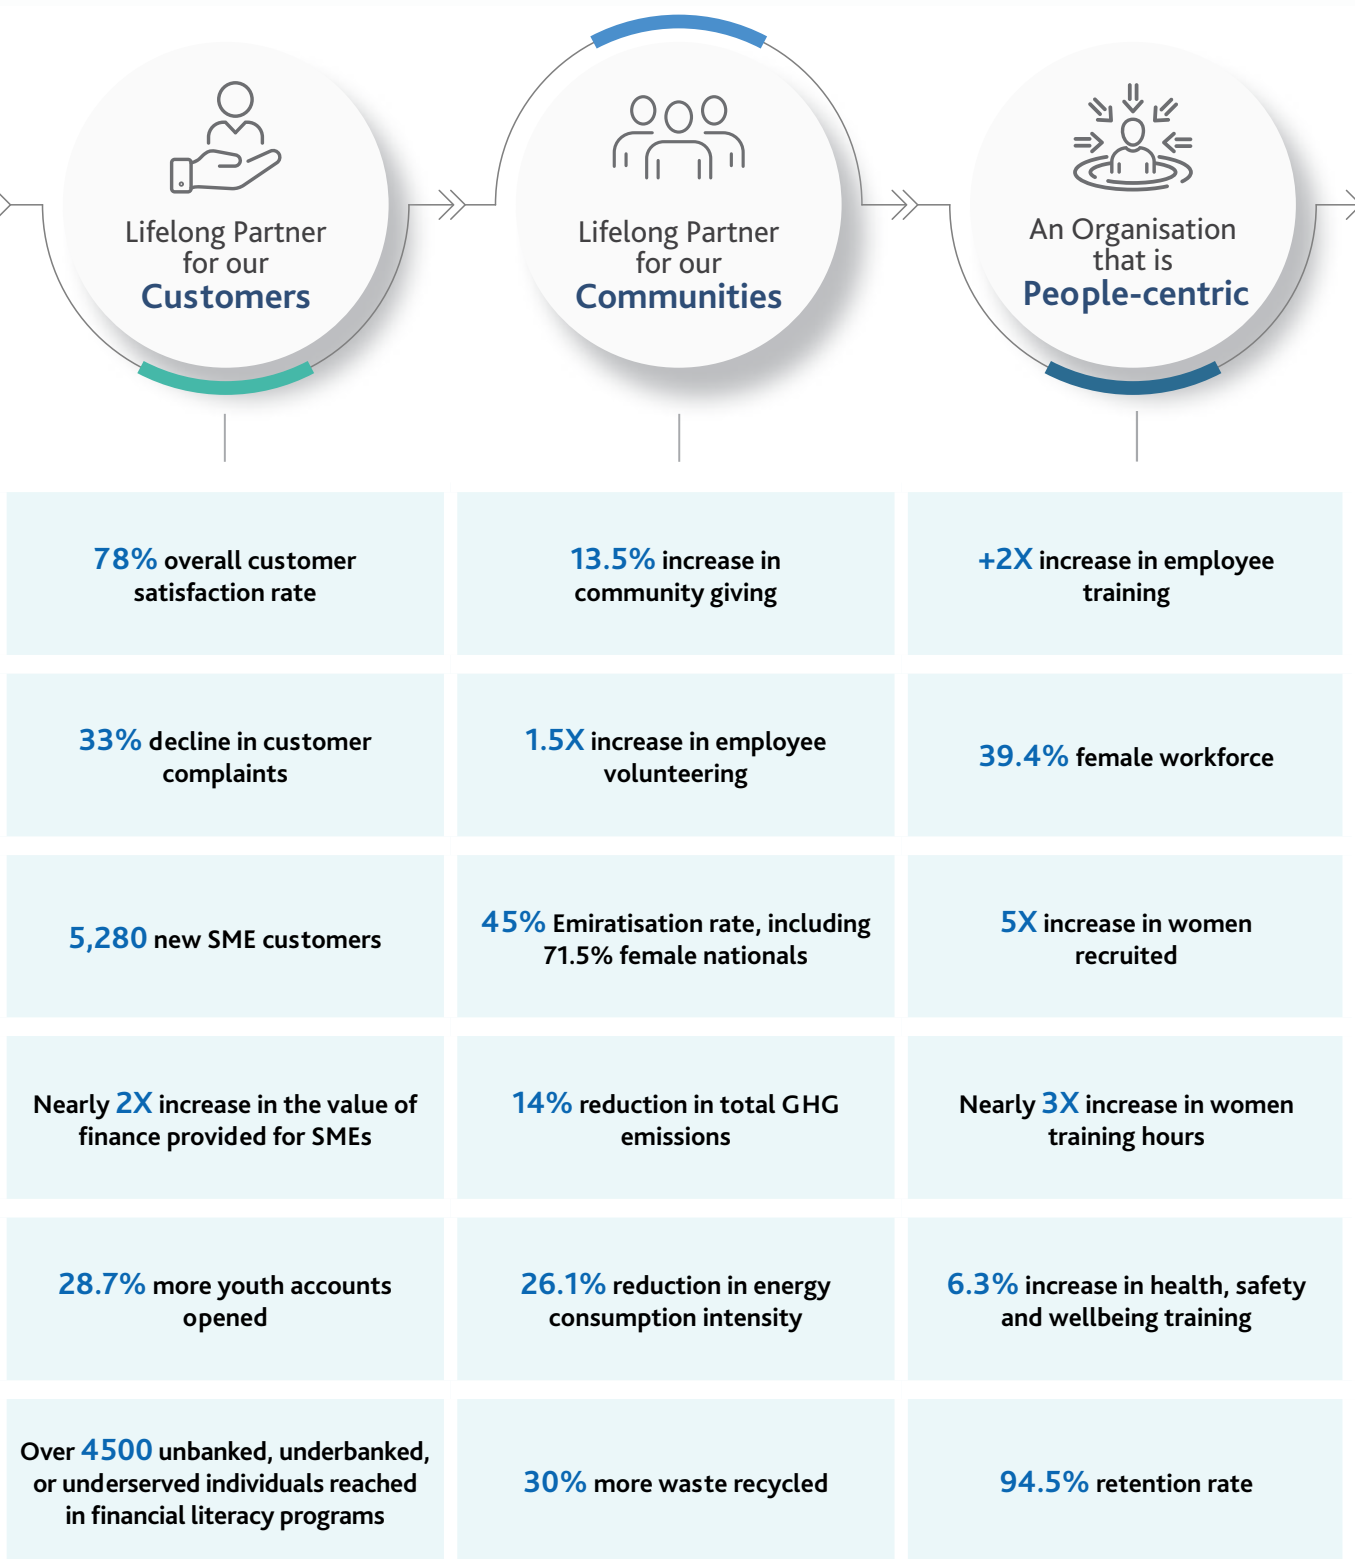 Lifelong Partner
for our
Customers
78% overall customer
satisfaction rate
33% decline in customer
complaints
5,280 new SME customers
Nearly 2X increase in the value of
finance provided for SMEs
28.7% more youth accounts
opened
Over 4500 unbanked, underbanked,
or underserved individuals reached
in financial literacy programs
Lifelong Partner
for our
Communities
13.5% increase in
community giving
1.5X increase in employee
volunteering
45% Emiratisation rate, including
71.5% female nationals
14% reduction in total GHG
emissions
26.1% reduction in energy
consumption intensity
30% more waste recycled
An Organisation
that is
People-centric
+2X increase in employee
training
39.4% female workforce
5X increase in women
recruited
Nearly 3X increase in women
training hours
6.3% increase in health, safety
and wellbeing training
94.5% retention rate